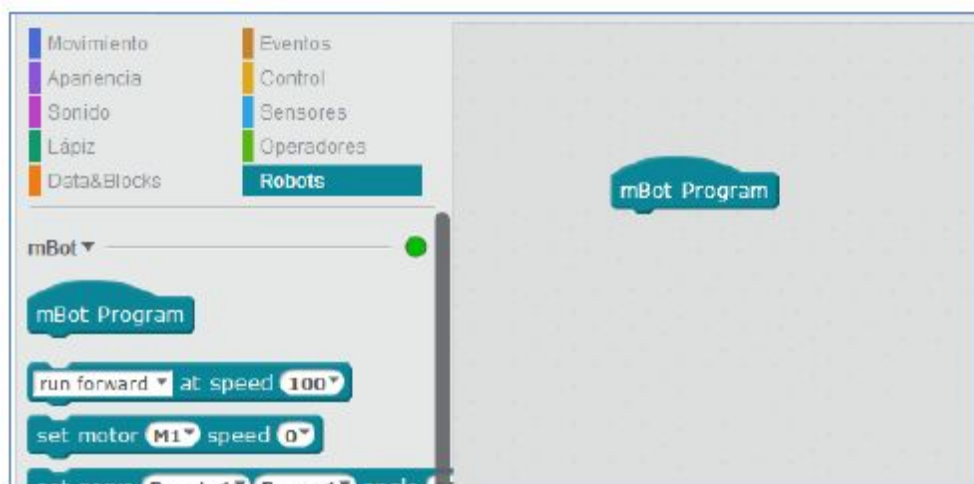 Movimiento
Eventos
Apariencia
Control
Sonido
Sensores
Lápiz
Operadores
Data&Blocks
Robots
mBot Program
mBot
mBot Program
run forward at speed 100
set motor M1 speed 0